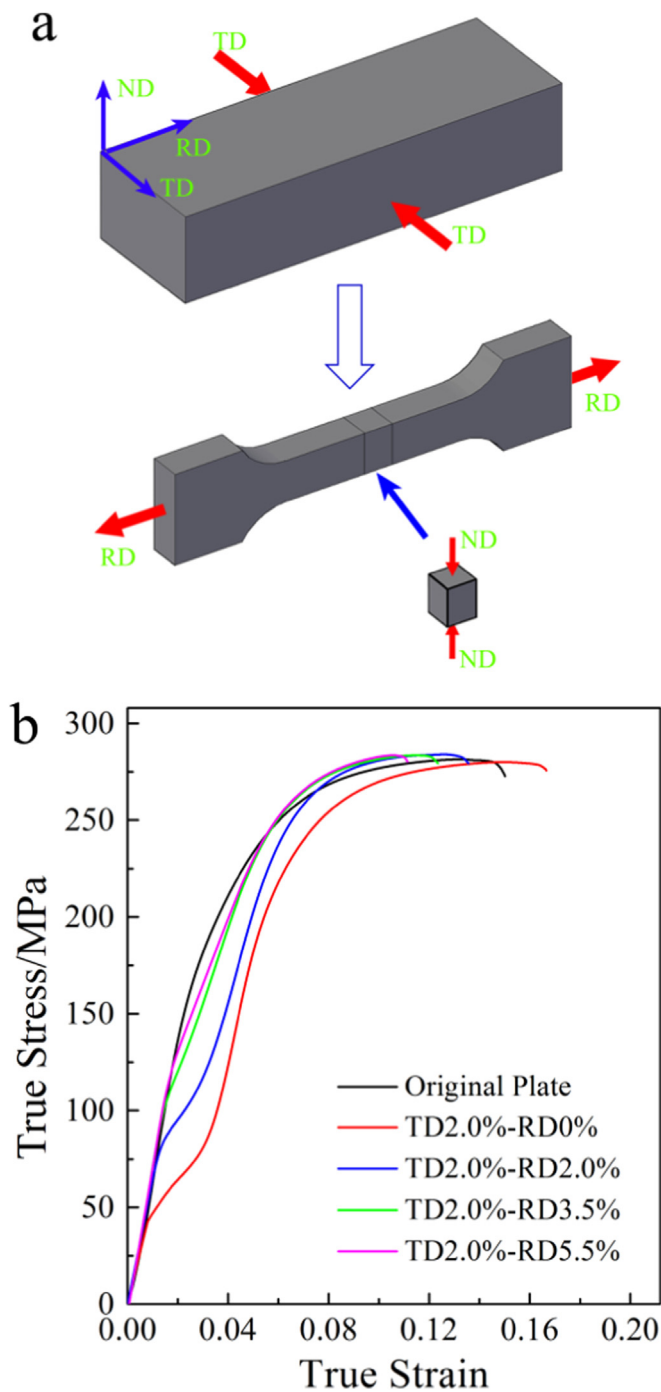 a
TD
ND
RD
TD
TD
RD
RD
ND
ND
b
300
250
200
150
100
50
0
True Stress/MPa
Original Plate
TD2.0%-RD0%
TD2.0%-RD2.0%
TD2.0%-RD3.5%
TD2.0%-RD5.5%
0.00 0.04 0.08 0.12 0.16 0.20
True Strain